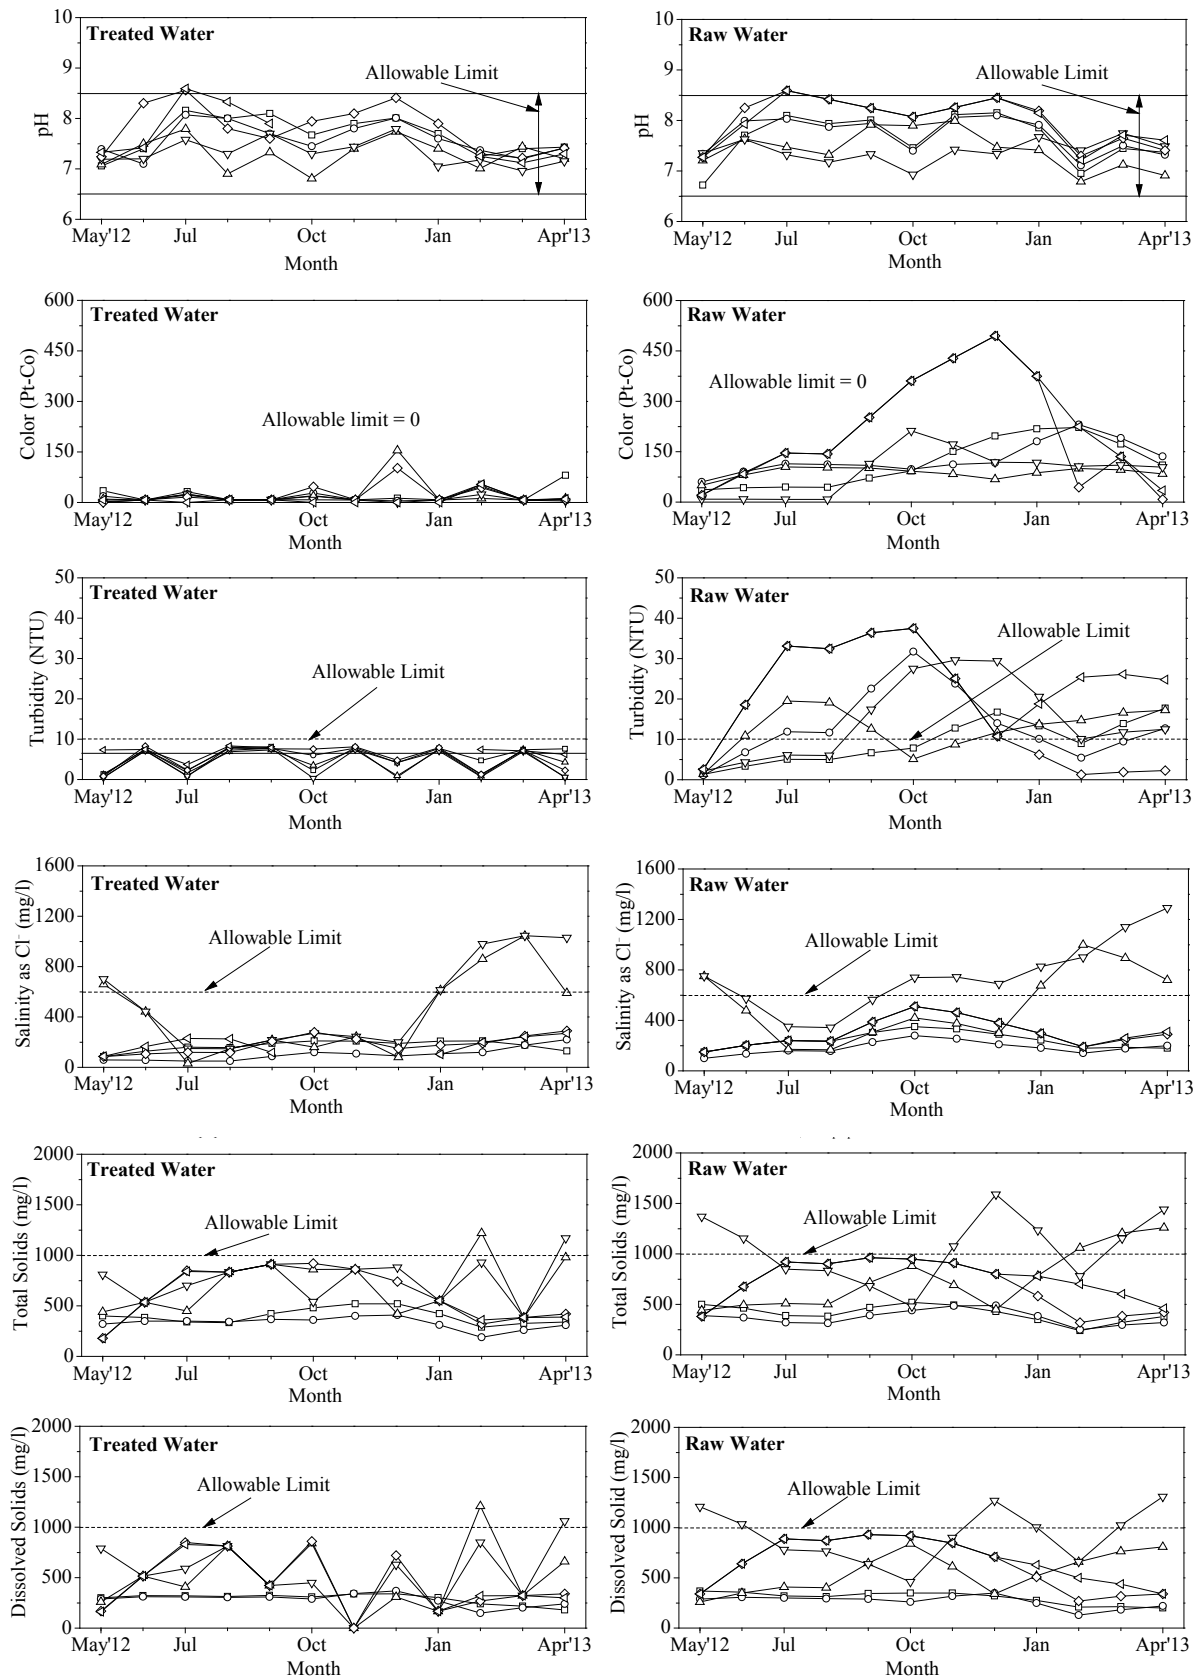 Treated Water
Allowable Limit
pH
10
9
8
7
6
May'12
Jul
Oct
Jan
Apr'13
Month
Raw Water
Allowable Limit
pH
10
9
8
7
6
May'12
Jul
Oct
Jan
Apr'13
Month
Treated Water
Allowable limit = 0
Color (Pt-Co)
600
450
300
150
0
May'12
Jul
Oct
Jan
Apr'13
Month
Raw Water
Allowable limit = 0
Color (Pt-Co)
600
450
300
150
0
May'12
Jul
Oct
Jan
Apr'13
Month
Treated Water
Allowable Limit
Turbidity (NTU)
50
40
30
20
10
0
May'12
Jul
Oct
Jan
Apr'13
Month
Raw Water
Allowable Limit
Turbidity (NTU)
50
40
30
20
10
0
May'12
Jul
Oct
Jan
Apr'13
Month
Treated Water
Allowable Limit
Salinity as Cl⁻ (mg/l)
1600
1200
800
400
0
May'12
Jul
Oct
Jan
Apr'13
Month
Raw Water
Allowable Limit
Salinity as Cl⁻ (mg/l)
1600
1200
800
400
0
May'12
Jul
Oct
Jan
Apr'13
Month
Treated Water
Allowable Limit
Total Solids (mg/l)
2000
1500
1000
500
0
May'12
Jul
Oct
Jan
Apr'13
Month
Raw Water
Allowable Limit
Total Solids (mg/l)
2000
1500
1000
500
0
May'12
Jul
Oct
Jan
Apr'13
Month
Treated Water
Allowable Limit
Dissolved Solids (mg/l)
2000
1500
1000
500
0
May'12
Jul
Oct
Jan
Apr'13
Month
Raw Water
Allowable Limit
Dissolved Solid (mg/l)
2000
1500
1000
500
0
May'12
Jul
Oct
Jan
Apr'13
Month